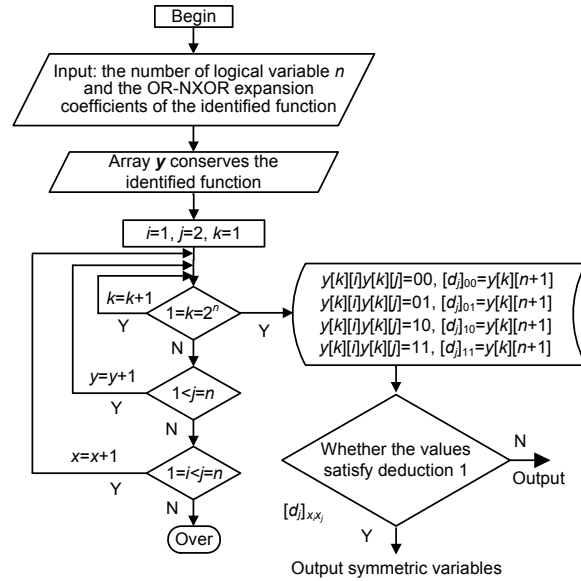 Begin
Input: the number of logical variable n
and the OR-NXOR expansion
coefficients of the identified function
Array y conserves the
identified function
i=1, j=2, k=1
k=k+1
Y
1=k=2ⁿ
Y
N
y[k][i]y[k][j]=00, [dⱼ]₀₀=y[k][n+1]
y[k][i]y[k][j]=01, [dⱼ]₀₁=y[k][n+1]
y[k][i]y[k][j]=10, [dⱼ]₁₀=y[k][n+1]
y[k][i]y[k][j]=11, [dⱼ]₁₁=y[k][n+1]
y=y+1
Y
1<j=n
N
x=x+1
Y
1=i<j=n
N
Over
Whether the values
satisfy deduction 1
N
Output
[dⱼ]xᵢxⱼ
Y
Output symmetric variables